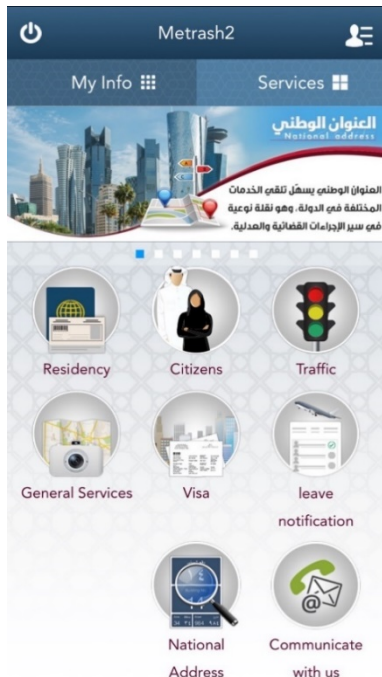 Metrash2
My Info
Services
العنوان الوطني
National address
العنوان الوطني يسهّل تلقي الخدمات
المختلفة في الدولة، وهو نقلة نوعية
في سير الإجراءات القضائية والعدلية.
Residency
Citizens
Traffic
General Services
Visa
leave
notification
National
Address
Communicate
with us